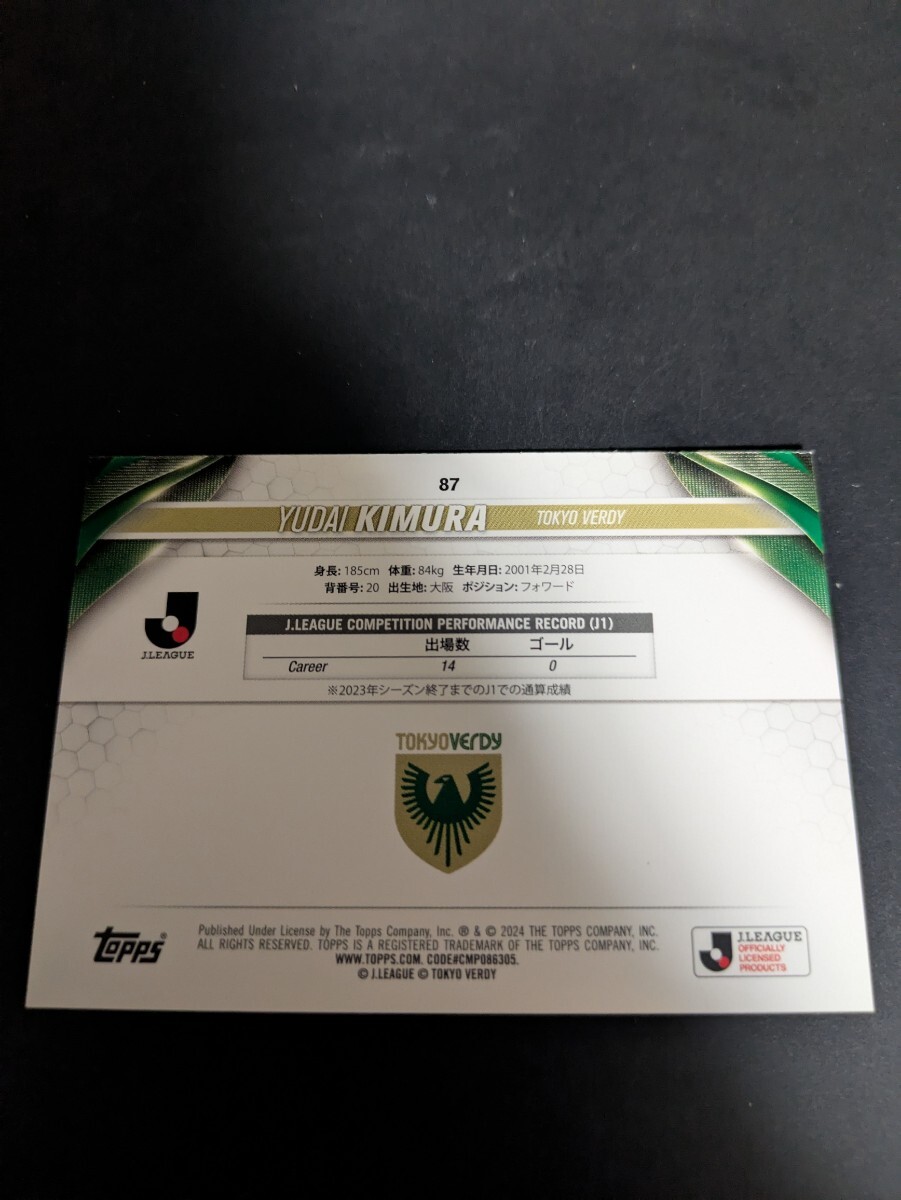 87
YUDAI KIMURA TOKYO VERDY
身長: 185cm 体重: 84kg 生年月日: 2001年2月28日
背番号: 20 出生地: 大阪 ポジション: フォワード
J.LEAGUE
J.LEAGUE COMPETITION PERFORMANCE RECORD (J1)
出場数 ゴール
Career 14 0
※2023年シーズン終了までのJ1での通算成績
TOKYO VERDY
Topps®
Published Under License by The Topps Company, Inc. ® & © 2024 THE TOPPS COMPANY, INC.
ALL RIGHTS RESERVED. TOPPS IS A REGISTERED TRADEMARK OF THE TOPPS COMPANY, INC.
WWW.TOPPS.COM. CODE#CMP086305.
© J.LEAGUE © TOKYO VERDY
J.LEAGUE
OFFICIALLY
LICENSED
PRODUCTS